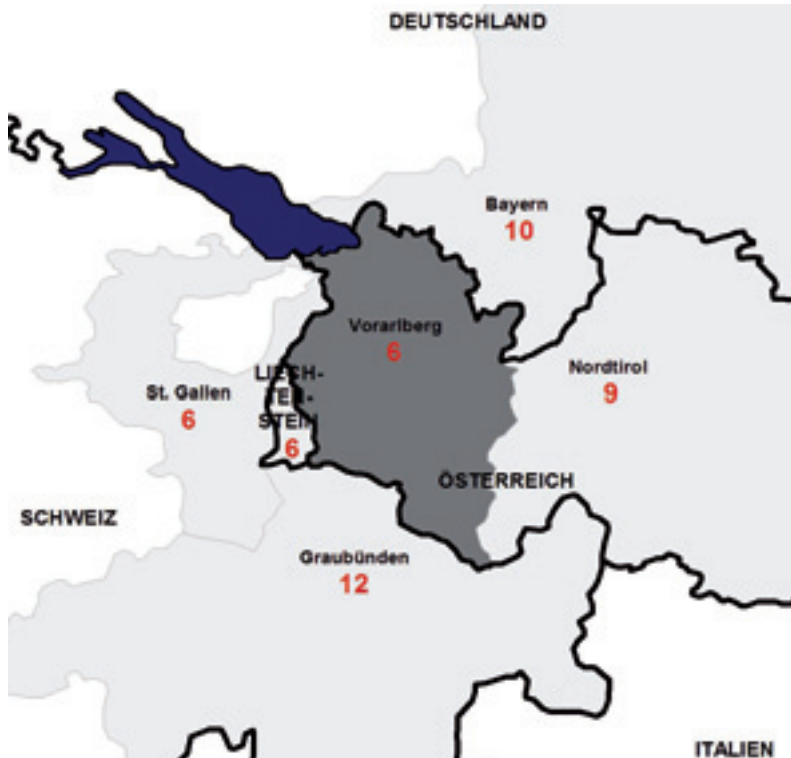 DEUTSCHLAND
Bayern
10
Vorarlberg
6
Nordtirol
9
LIECH-
TEN-
STEIN
6
St. Gallen
6
ÖSTERREICH
SCHWEIZ
Graubünden
12
ITALIEN